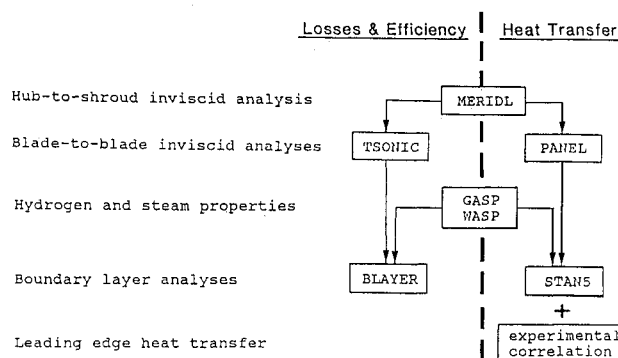 Losses & Efficiency Heat Transfer
Hub-to-shroud inviscid analysis MERIDL
Blade-to-blade inviscid analyses TSONIC PANEL
Hydrogen and steam properties GASP
WASP
Boundary layer analyses BLAYER STAN5
+
Leading edge heat transfer experimental
correlation